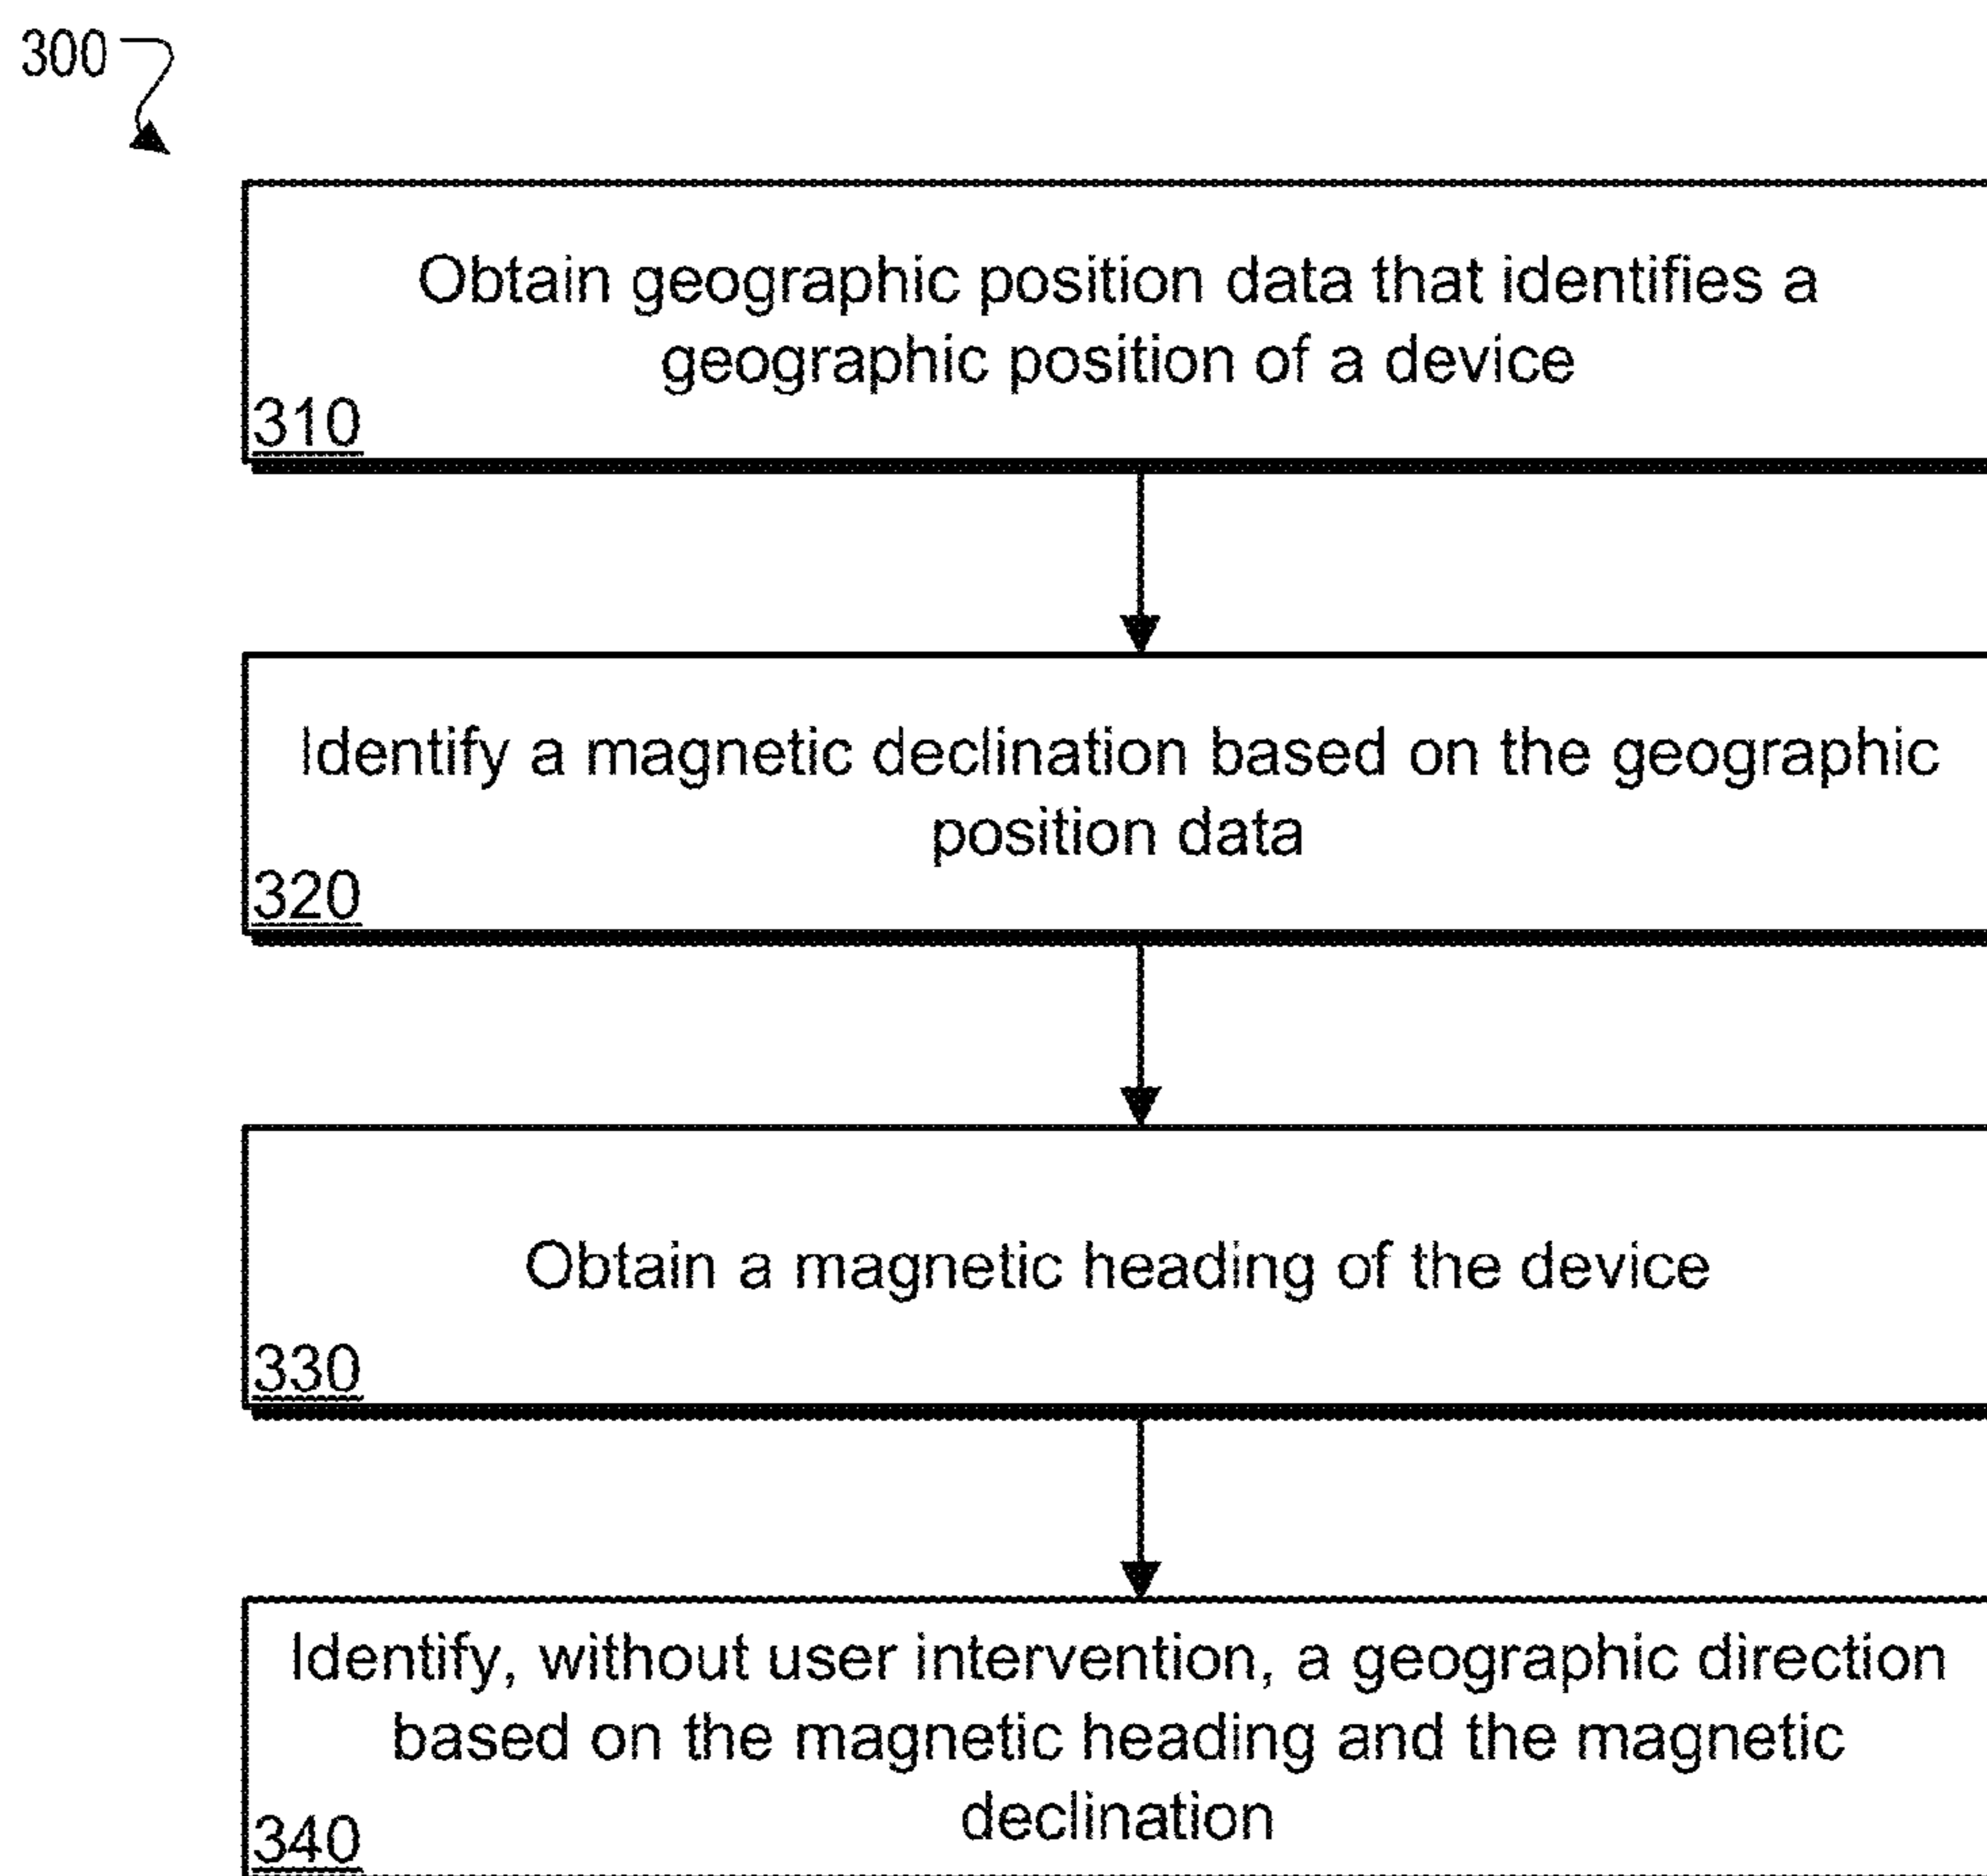 300
Obtain geographic position data that identifies a
geographic position of a device
310
Identify a magnetic declination based on the geographic
position data
320
Obtain a magnetic heading of the device
330
Identify, without user intervention, a geographic direction
based on the magnetic heading and the magnetic
declination
340